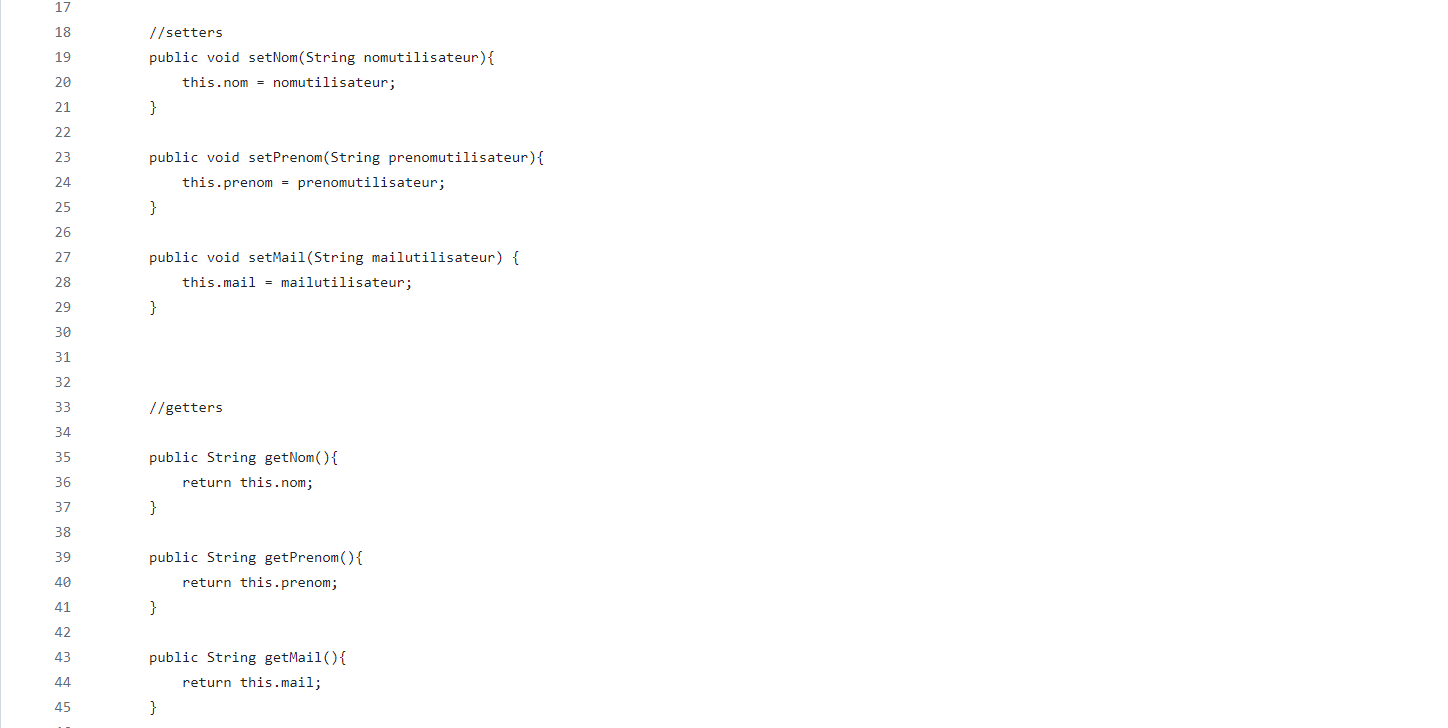 17
18 //setters
19 public void setNom(String nomutilisateur){
20 this.nom = nomutilisateur;
21 }
22
23 public void setPrenom(String prenomutilisateur){
24 this.prenom = prenomutilisateur;
25 }
26
27 public void setMail(String mailutilisateur) {
28 this.mail = mailutilisateur;
29 }
30
31
32
33 //getters
34
35 public String getNom(){
36 return this.nom;
37 }
38
39 public String getPrenom(){
40 return this.prenom;
41 }
42
43 public String getMail(){
44 return this.mail;
45 }